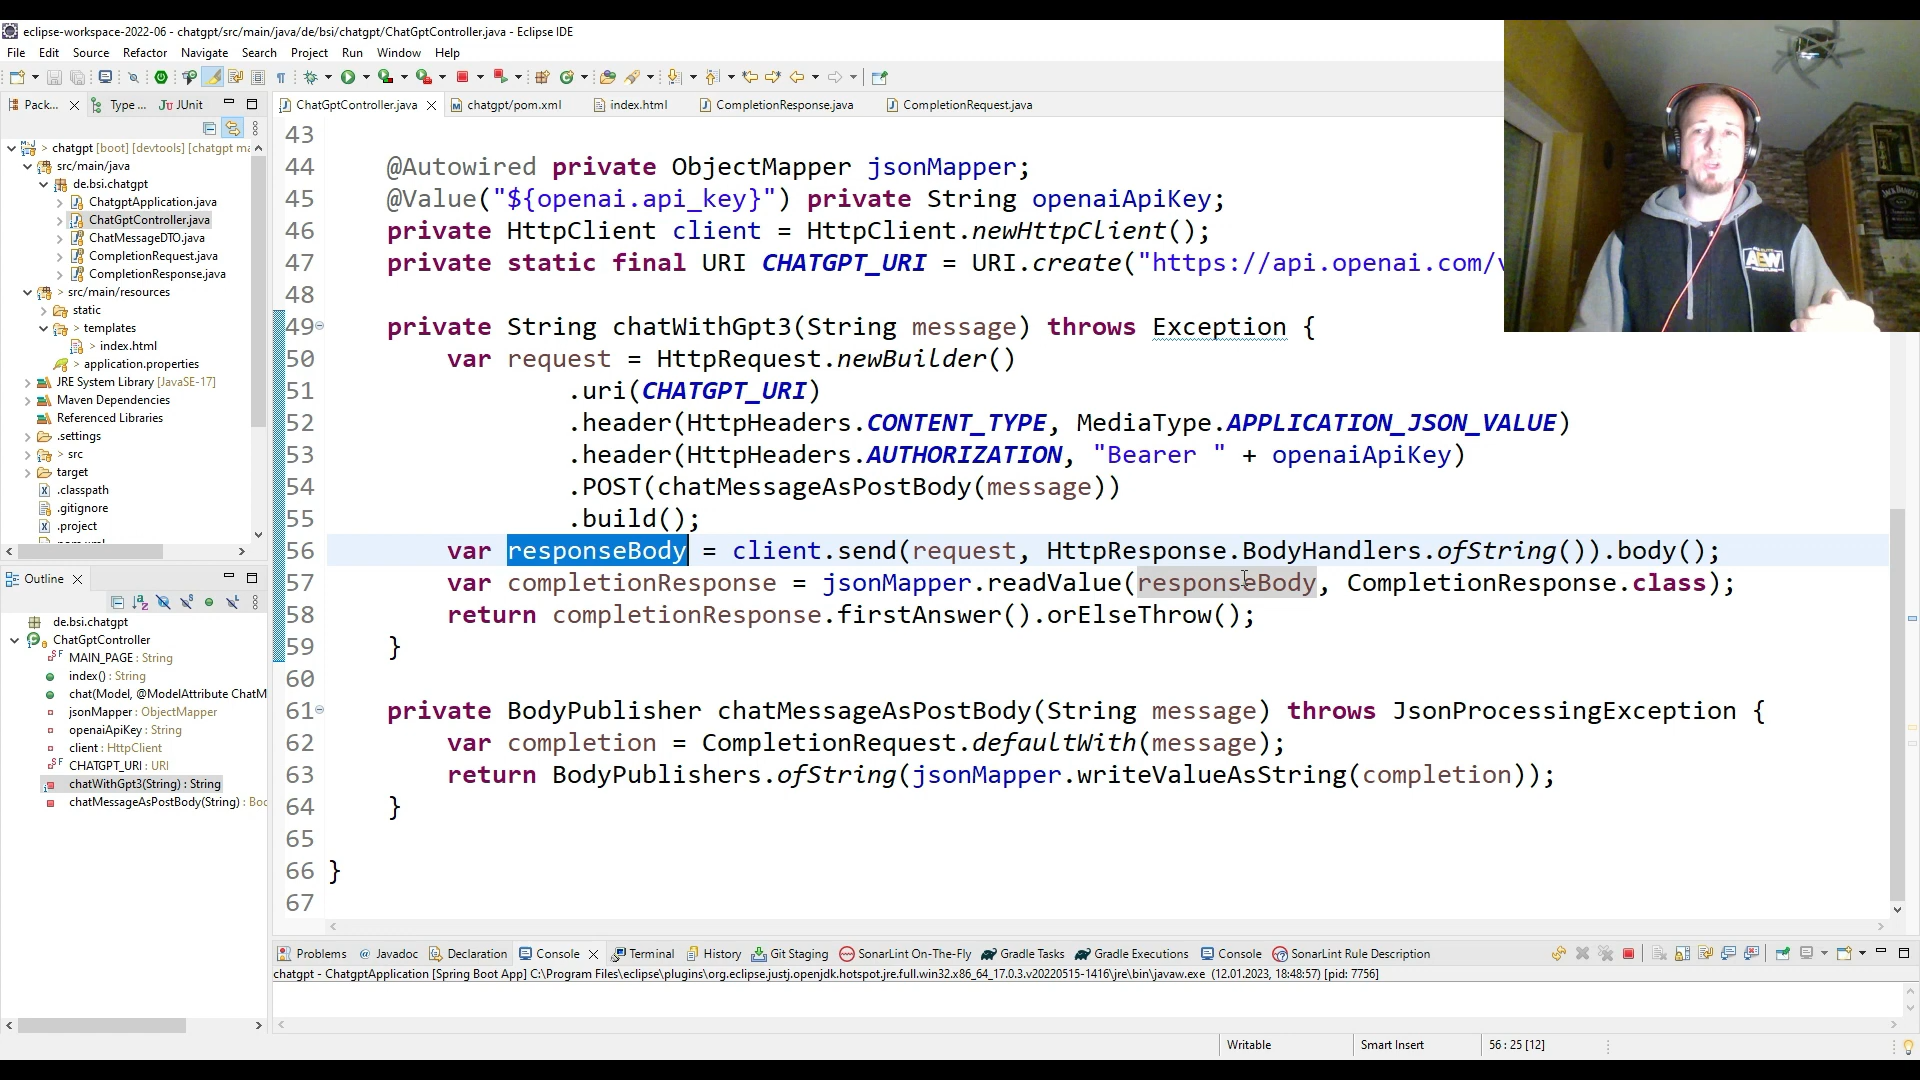 eclipse-workspace-2022-06 - chatgpt/src/main/java/de/bsi/chatgpt/ChatGptController.java - Eclipse IDE
File Edit Source Refactor Navigate Search Project Run Window Help
Pack... Type ... JUnit
ChatGptController.java chatgpt/pom.xml index.html CompletionResponse.java CompletionRequest.java
chatgpt [boot] [devtools] [chatgpt ma
src/main/java
de.bsi.chatgpt
ChatgptApplication.java
ChatGptController.java
ChatMessageDTO.java
CompletionRequest.java
CompletionResponse.java
src/main/resources
static
templates
index.html
application.properties
JRE System Library [JavaSE-17]
Maven Dependencies
Referenced Libraries
.settings
src
target
.classpath
.gitignore
.project
Outline
de.bsi.chatgpt
ChatGptController
MAIN_PAGE : String
index() : String
chat(Model, @ModelAttribute ChatM
jsonMapper : ObjectMapper
openaiApiKey : String
client : HttpClient
CHATGPT_URI : URI
chatWithGpt3(String) : String
chatMessageAsPostBody(String) : Boc
43
44 @Autowired private ObjectMapper jsonMapper;
45 @Value("${openai.api_key}") private String openaiApiKey;
46 private HttpClient client = HttpClient.newHttpClient();
47 private static final URI CHATGPT_URI = URI.create("https://api.openai.com/v
48
49 private String chatWithGpt3(String message) throws Exception {
50 var request = HttpRequest.newBuilder()
51 .uri(CHATGPT_URI)
52 .header(HttpHeaders.CONTENT_TYPE, MediaType.APPLICATION_JSON_VALUE)
53 .header(HttpHeaders.AUTHORIZATION, "Bearer " + openaiApiKey)
54 .POST(chatMessageAsPostBody(message))
55 .build();
56 var responseBody = client.send(request, HttpResponse.BodyHandlers.ofString()).body();
57 var completionResponse = jsonMapper.readValue(responseBody, CompletionResponse.class);
58 return completionResponse.firstAnswer().orElseThrow();
59 }
60
61 private BodyPublisher chatMessageAsPostBody(String message) throws JsonProcessingException {
62 var completion = CompletionRequest.defaultWith(message);
63 return BodyPublishers.ofString(jsonMapper.writeValueAsString(completion));
64 }
65
66 }
67
AEW
Problems Javadoc Declaration Console Terminal History Git Staging SonarLint On-The-Fly Gradle Tasks Gradle Executions Console SonarLint Rule Description
chatgpt - ChatgptApplication [Spring Boot App] C:\Program Files\eclipse\plugins\org.eclipse.justj.openjdk.hotspot.jre.full.win32.x86_64_17.0.3.v20220515-1416\jre\bin\javaw.exe (12.01.2023, 18:48:57) [pid: 7756]
Writable Smart Insert 56 : 25 [12]